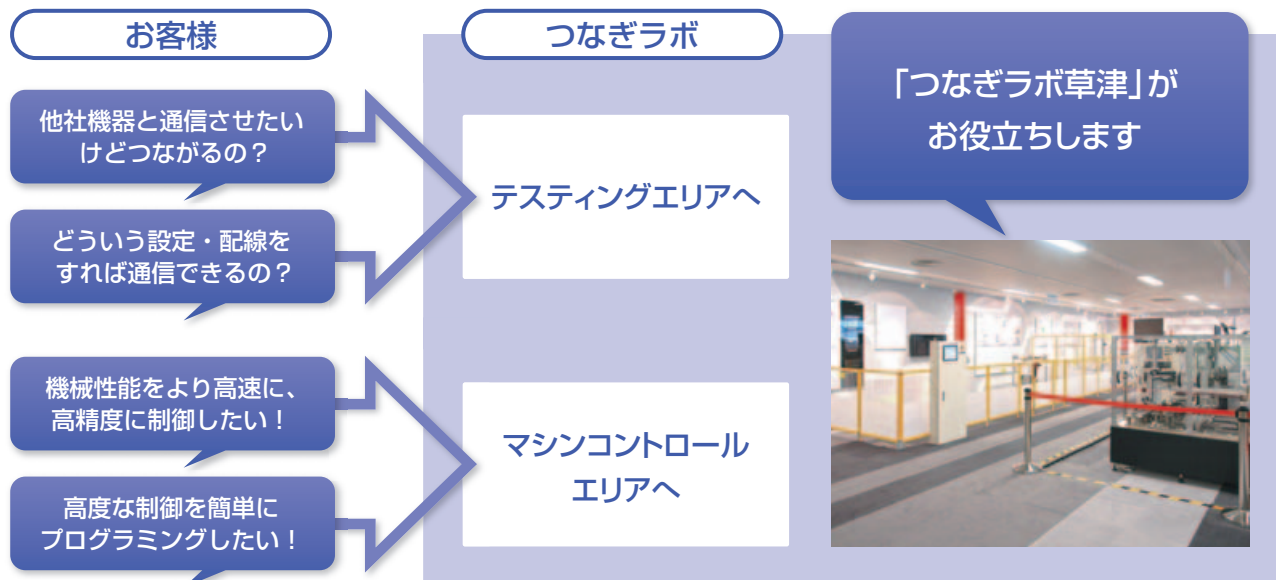 お客様
つなぎラボ
「つなぎラボ草津」が
お役立ちします
他社機器と通信させたい
けどつながるの？
どういう設定・配線を
すれば通信できるの？
テスティングエリアへ
機械性能をより高速に、
高精度に制御したい！
高度な制御を簡単に
プログラミングしたい！
マシンコントロール
エリアへ